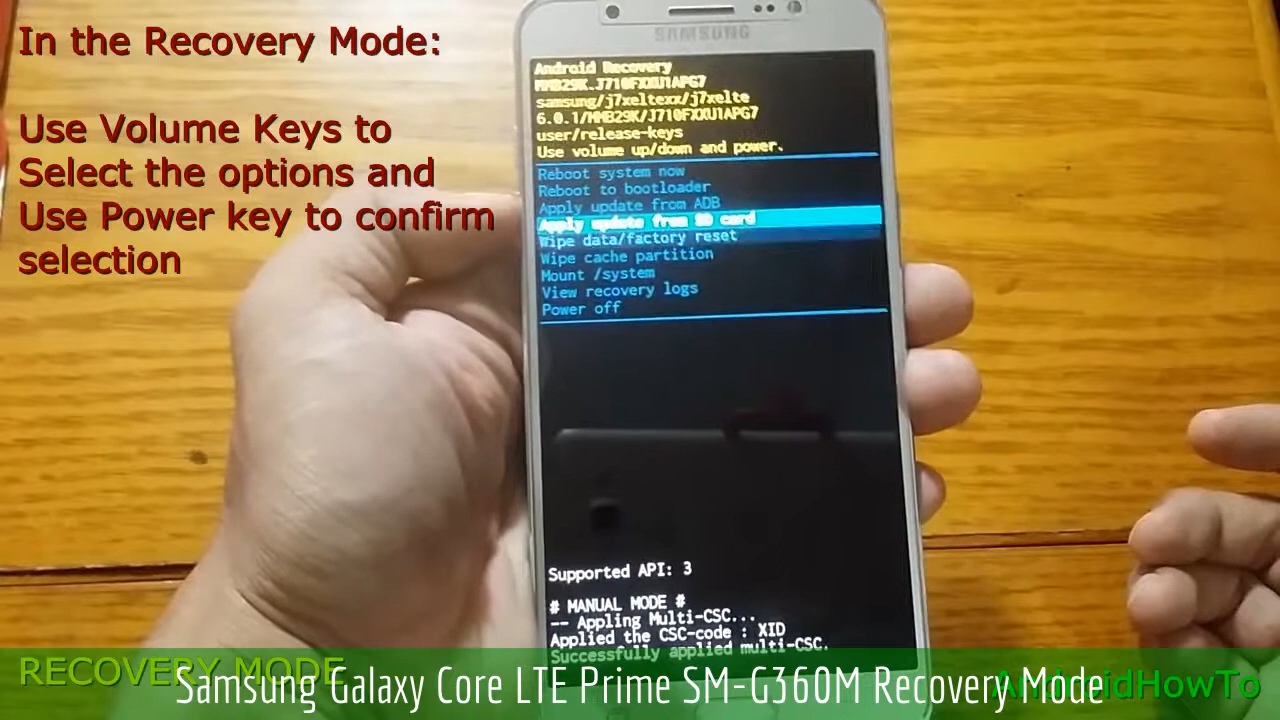 In the Recovery Mode:
Use Volume Keys to
Select the options and
Use Power key to confirm
selection
SAMSUNG
Android Recovery
MMB29K.J710FXXU1APG7
samsung/j7xeltexx/j7xelte
6.0.1/MMB29K/J710FXXU1APG7
user/release-keys
Use volume up/down and power.
Reboot system now
Reboot to bootloader
Apply update from ADB
Apply update from SD card
Wipe data/factory reset
Wipe cache partition
Mount /system
View recovery logs
Power off
Supported API: 3
# MANUAL MODE #
-- Appling Multi-CSC...
Applied the CSC-code : XID
Successfully applied multi-CSC.
RECOVERY MODE
Samsung Galaxy Core LTE Prime SM-G360M Recovery Mode
AndroidHowTo